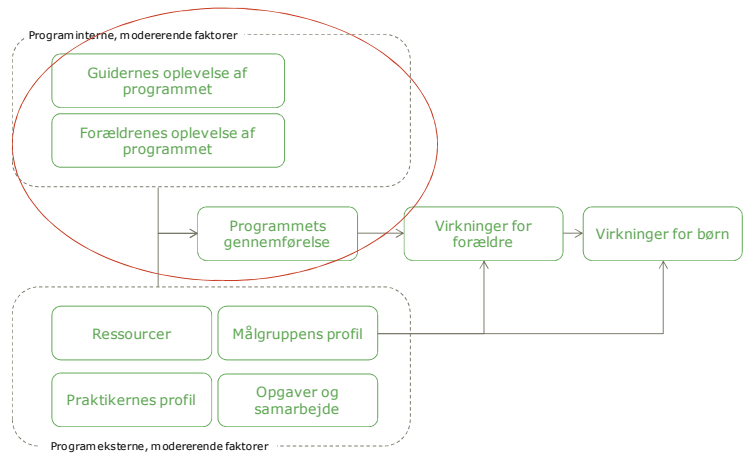 Programinterne, modererende faktorer
Guidernes oplevelse af
programmet
Forældrenes oplevelse af
programmet
Programmets
gennemførelse
Virkninger for
forældre
Virkninger for børn
Ressourcer
Målgruppens profil
Praktikernes profil
Opgaver og
samarbejde
Programeksterne, modererende faktorer